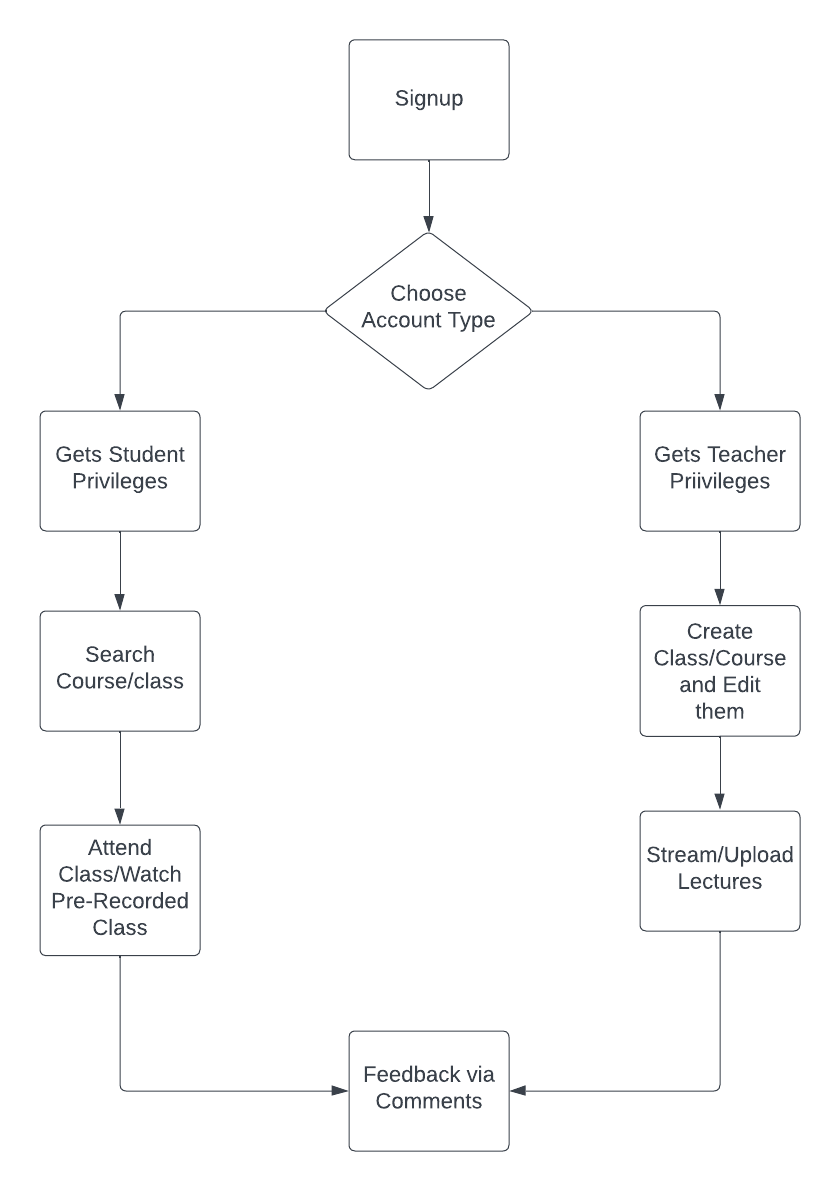 Signup
Choose
Account Type
Gets Student
Privileges
Gets Teacher
Priivileges
Search
Course/class
Create
Class/Course
and Edit
them
Attend
Class/Watch
Pre-Recorded
Class
Stream/Upload
Lectures
Feedback via
Comments